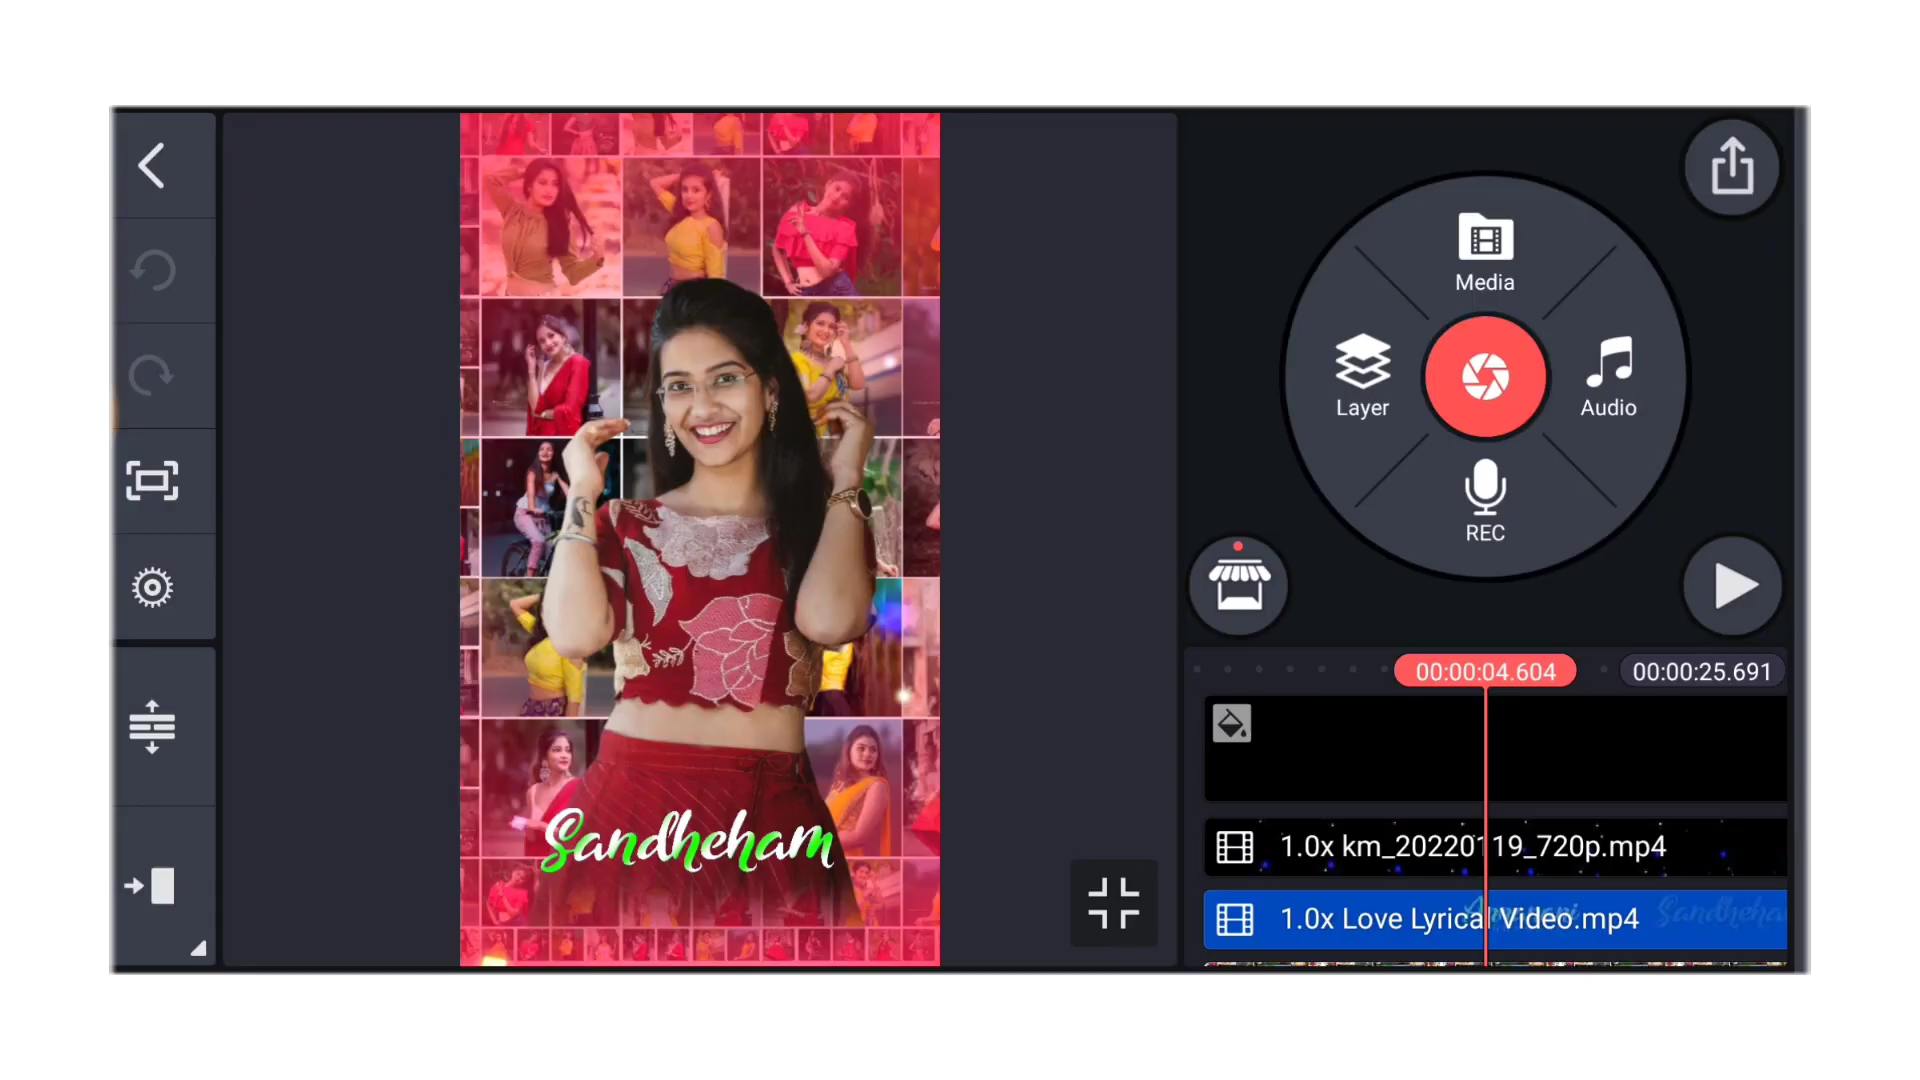 Media
Layer
Audio
REC
00:00:04.604
00:00:25.691
1.0x km_20220119_720p.mp4
1.0x Love Lyrical Video.mp4
Sandheham